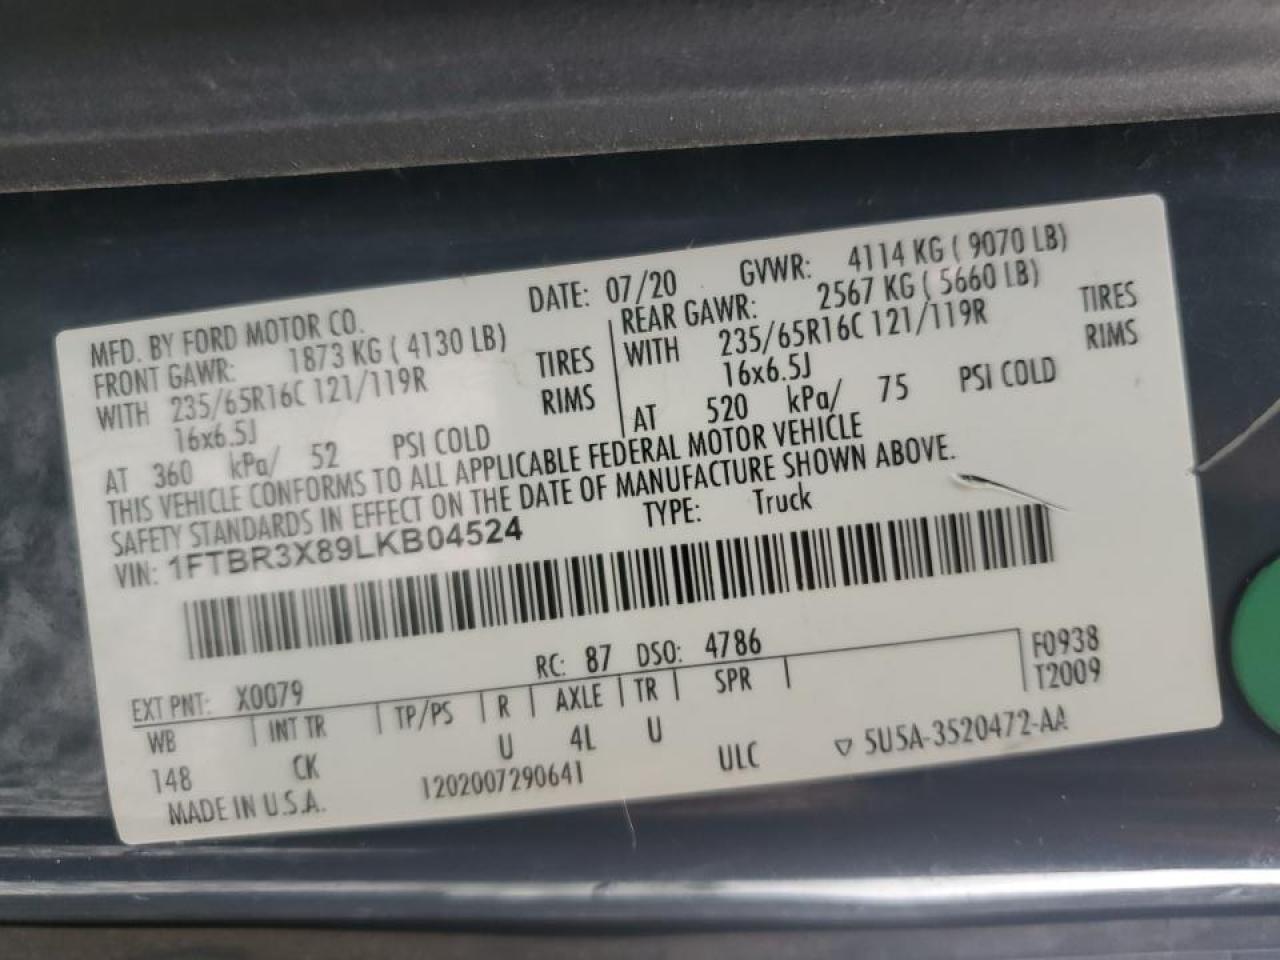 MFD. BY FORD MOTOR CO. DATE: 07/20 GVWR: 4114 KG ( 9070 LB)
FRONT GAWR: 1873 KG ( 4130 LB)
WITH 235/65R16C 121/119R TIRES
16x6.5J RIMS
AT 360 kPa/ 52 PSI COLD
REAR GAWR: 2567 KG ( 5660 LB)
WITH 235/65R16C 121/119R TIRES
16x6.5J RIMS
AT 520 kPa/ 75 PSI COLD
THIS VEHICLE CONFORMS TO ALL APPLICABLE FEDERAL MOTOR VEHICLE
SAFETY STANDARDS IN EFFECT ON THE DATE OF MANUFACTURE SHOWN ABOVE.
VIN: 1FTBR3X89LKB04524 TYPE: Truck
EXT PNT: X0079 RC: 87 DSO: 4786 F0938
WB INT TR TP/PS R AXLE TR SPR T2009
148 CK U 4L U
MADE IN U.S.A. 1202007290641 ULC ▽ 5U5A-3520472-AA